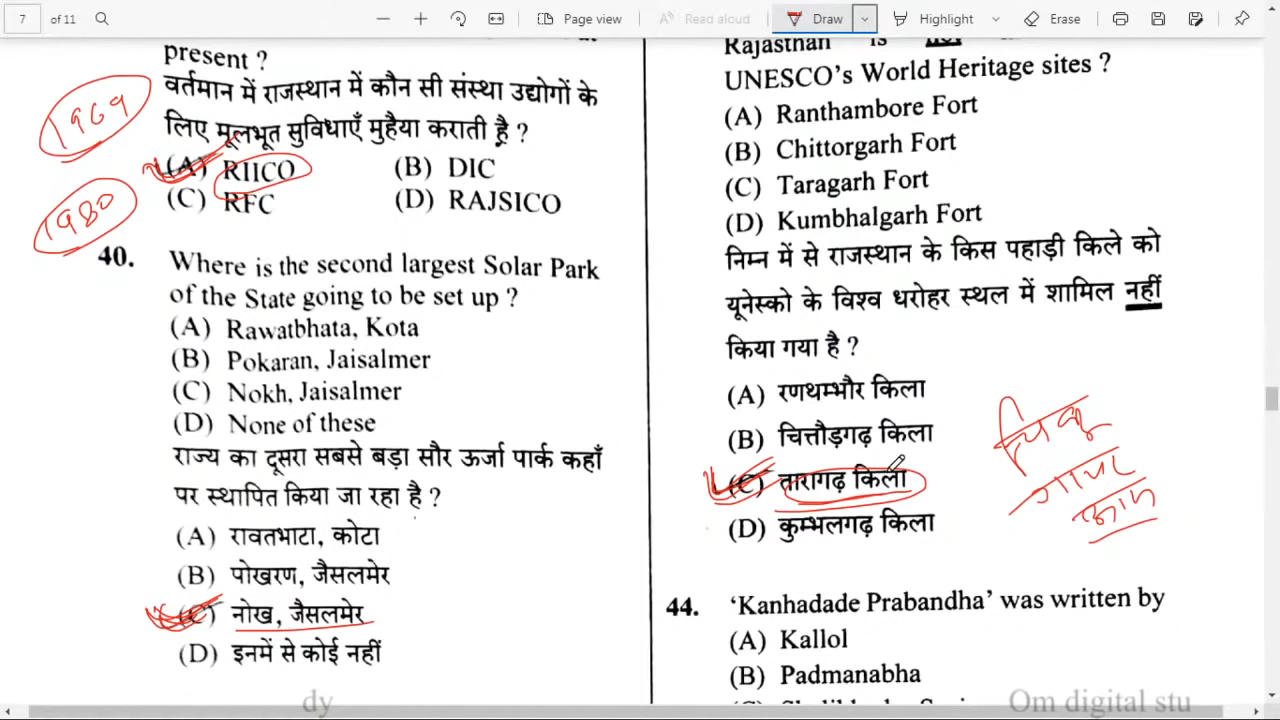 7 of 11
Page view
Read aloud
Draw
Highlight
Erase
present ?
वर्तमान में राजस्थान में कौन सी संस्था उद्योगों के
लिए मूलभूत सुविधाएँ मुहैया कराती है ?
(A) RIICO (B) DIC
(C) RFC (D) RAJSICO
1969
1980
40. Where is the second largest Solar Park
of the State going to be set up ?
(A) Rawatbhata, Kota
(B) Pokaran, Jaisalmer
(C) Nokh, Jaisalmer
(D) None of these
राज्य का दूसरा सबसे बड़ा सौर ऊर्जा पार्क कहाँ
पर स्थापित किया जा रहा है ?
(A) रावतभाटा, कोटा
(B) पोखरण, जैसलमेर
(C) नोख, जैसलमेर
(D) इनमें से कोई नहीं
dy
Rajasthan is not
UNESCO's World Heritage sites ?
(A) Ranthambore Fort
(B) Chittorgarh Fort
(C) Taragarh Fort
(D) Kumbhalgarh Fort
निम्न में से राजस्थान के किस पहाड़ी किले को
यूनेस्को के विश्व धरोहर स्थल में शामिल नहीं
किया गया है ?
(A) रणथम्भौर किला
(B) चित्तौड़गढ़ किला
(C) तारागढ़ किला
(D) कुम्भलगढ़ किला
44. 'Kanhadade Prabandha' was written by
(A) Kallol
(B) Padmanabha
Om digital stu